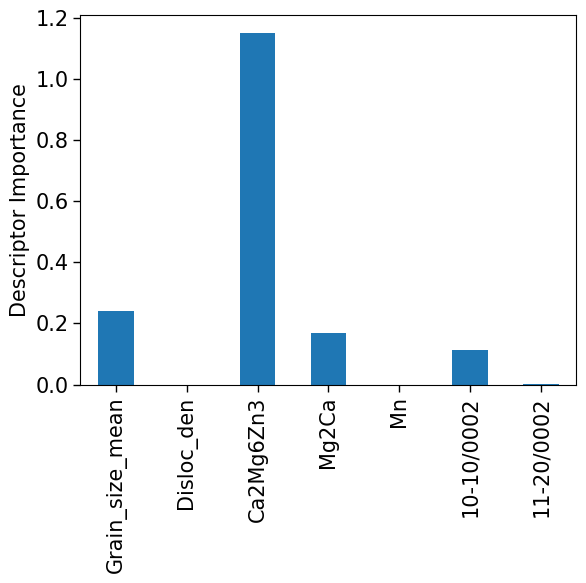 1.2
1.0
0.8
0.6
0.4
0.2
0.0
Descriptor Importance
Grain_size_mean
Disloc_den
Ca2Mg6Zn3
Mg2Ca
Mn
10-10/0002
11-20/0002